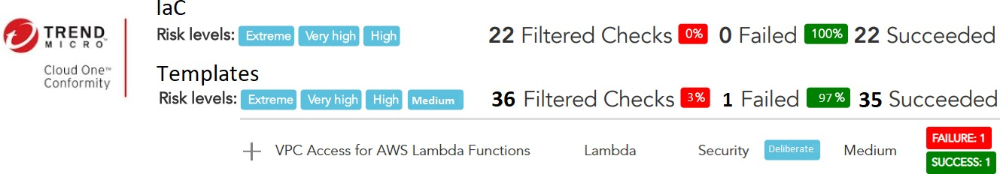 IaC
TREND
MICRO
Cloud One™
Conformity
Risk levels: Extreme Very high High 22 Filtered Checks 0% 0 Failed 100% 22 Succeeded
Templates
Risk levels: Extreme Very high High Medium 36 Filtered Checks 3% 1 Failed 97% 35 Succeeded
VPC Access for AWS Lambda Functions Lambda Security Deliberate Medium FAILURE: 1
SUCCESS: 1